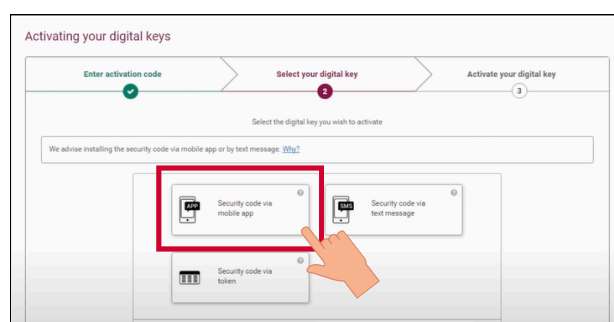 Activating your digital keys
Enter activation code
Select your digital key
Activate your digital key
2
3
Select the digital key you wish to activate
We advise installing the security code via mobile app or by text message. Why?
APP
Security code via
mobile app
?
SMS
Security code via
text message
?
Security code via
token
?